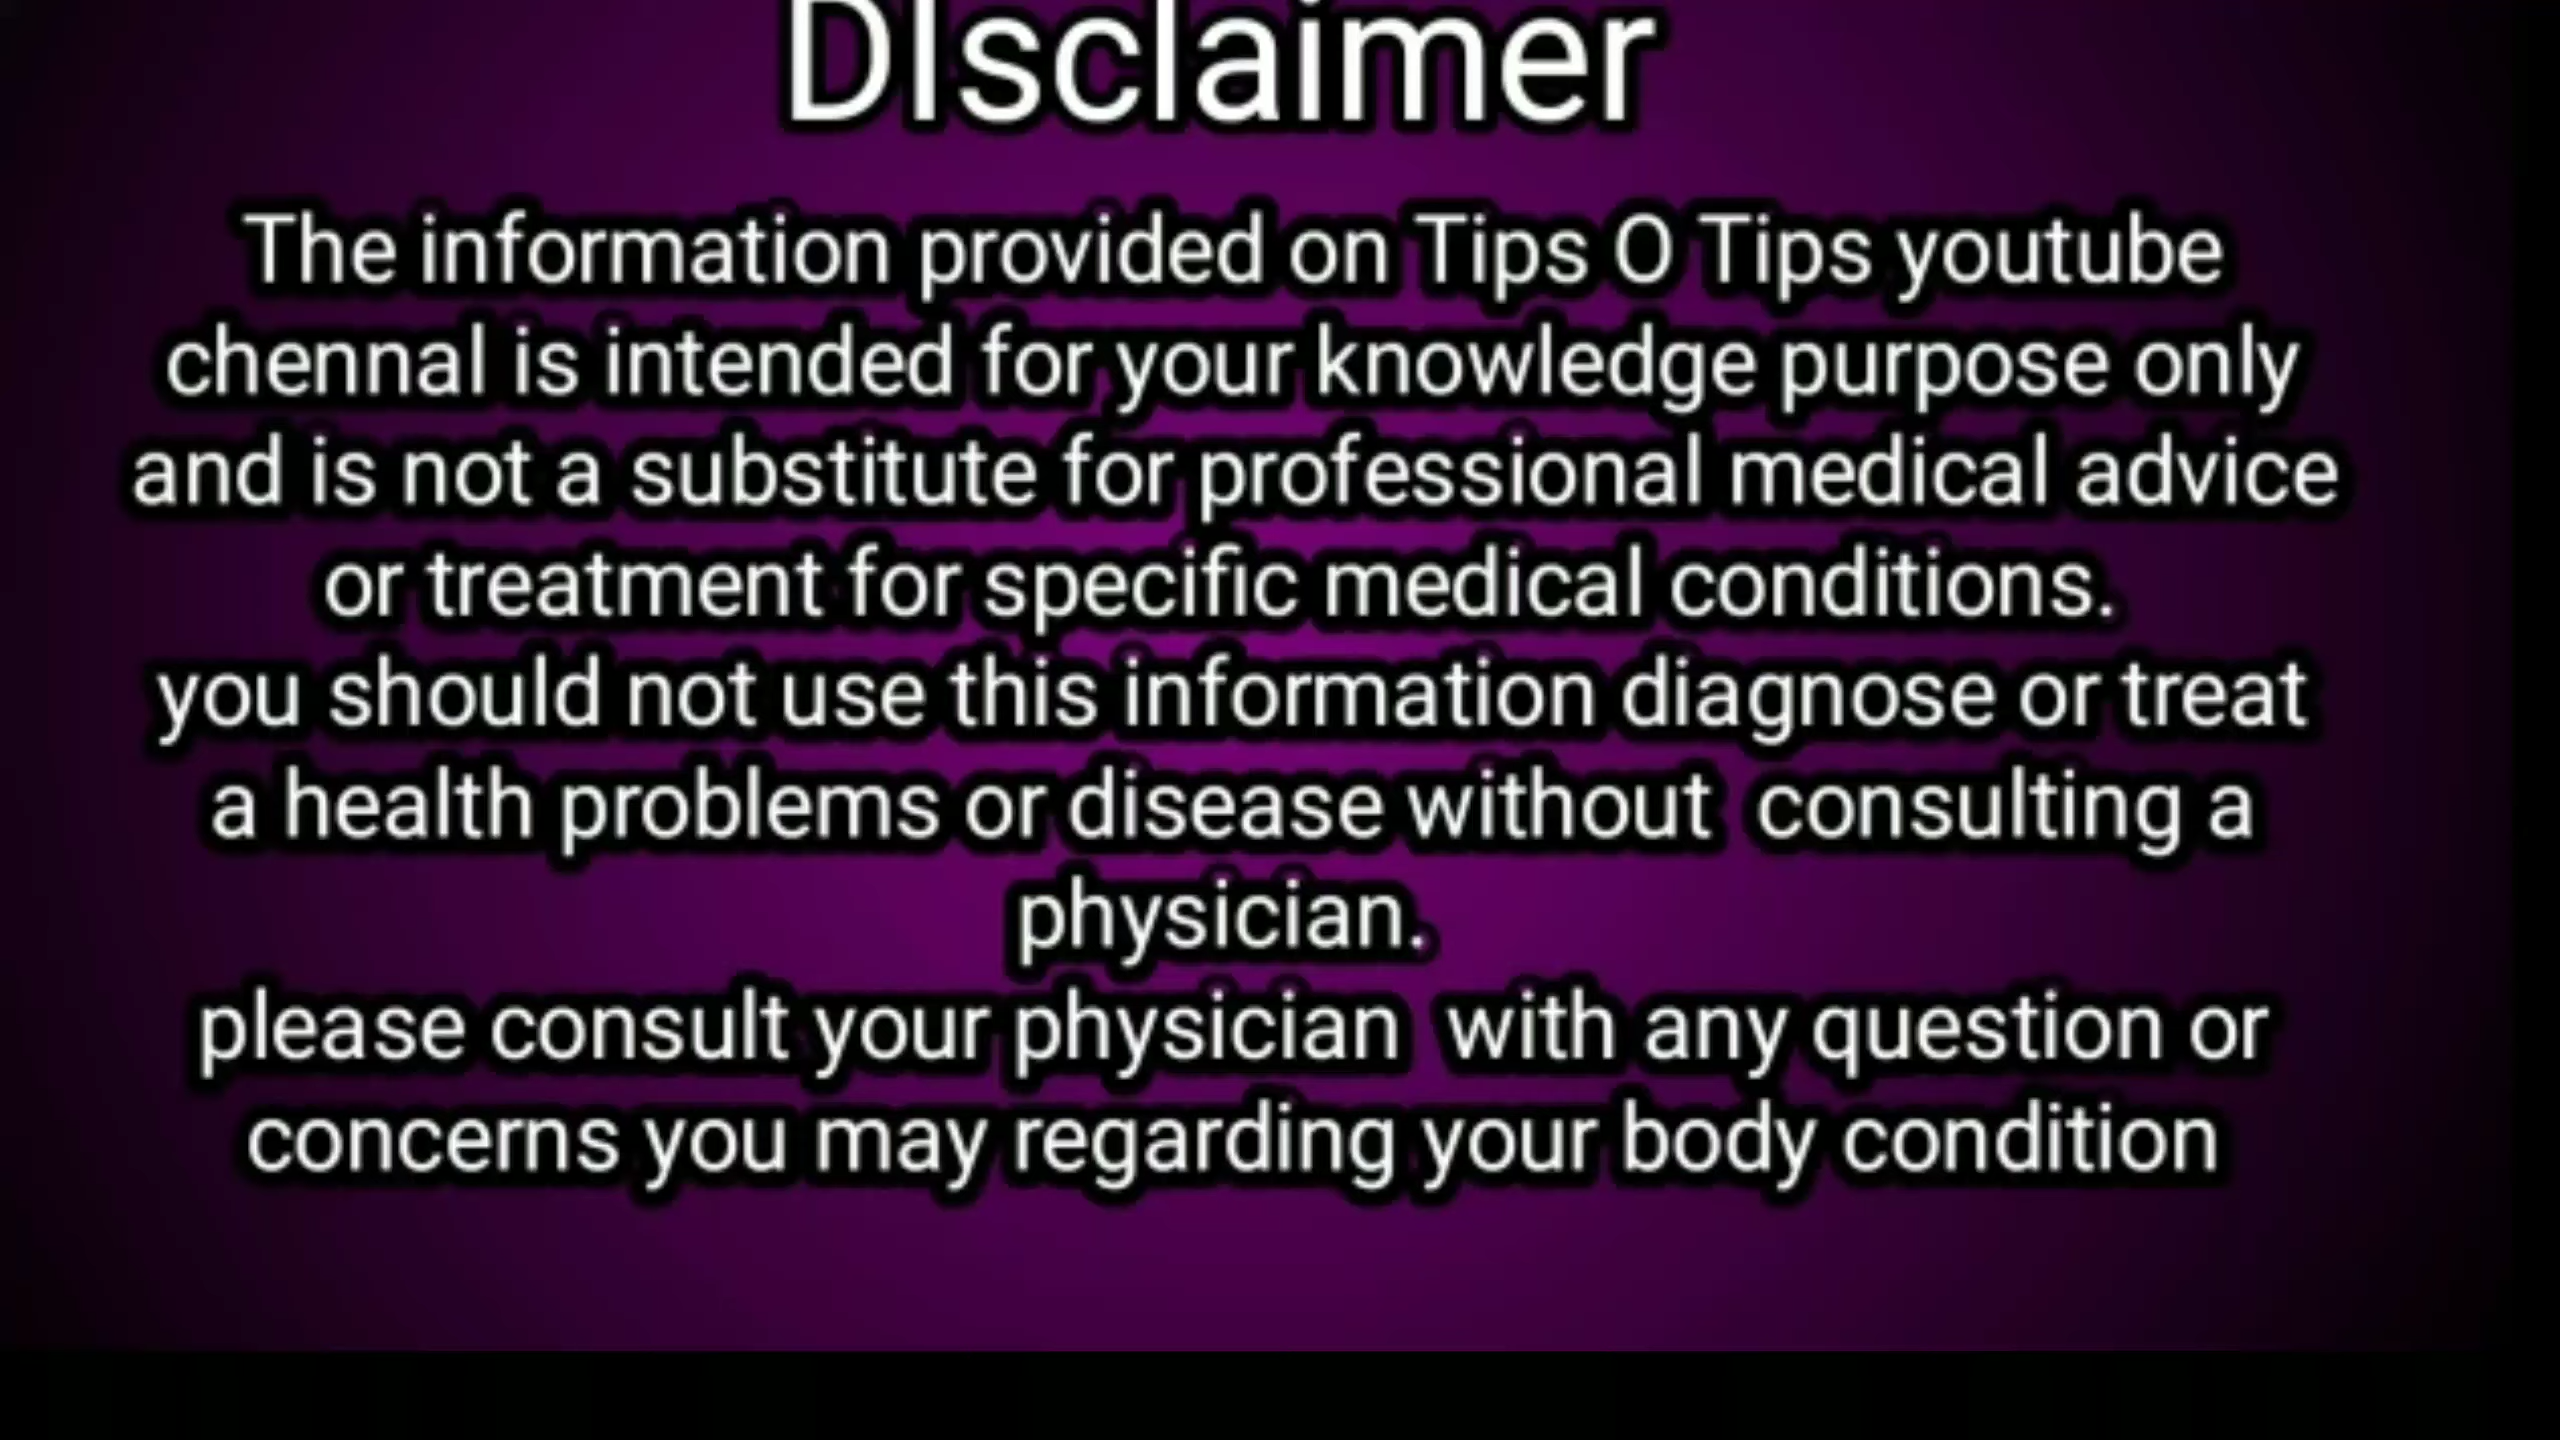 DIsclaimer
The information provided on Tips O Tips youtube
chennal is intended for your knowledge purpose only
and is not a substitute for professional medical advice
or treatment for specific medical conditions.
you should not use this information diagnose or treat
a health problems or disease without  consulting a
physician.
please consult your physician  with any question or
concerns you may regarding your body condition